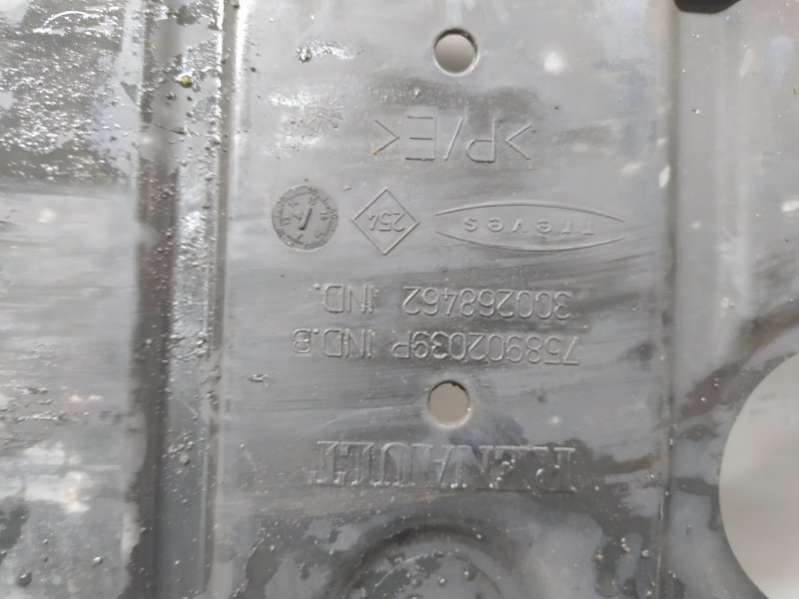 RENAULT
758902039R IND.B
300268462 IND.
treves 254
>P/E<